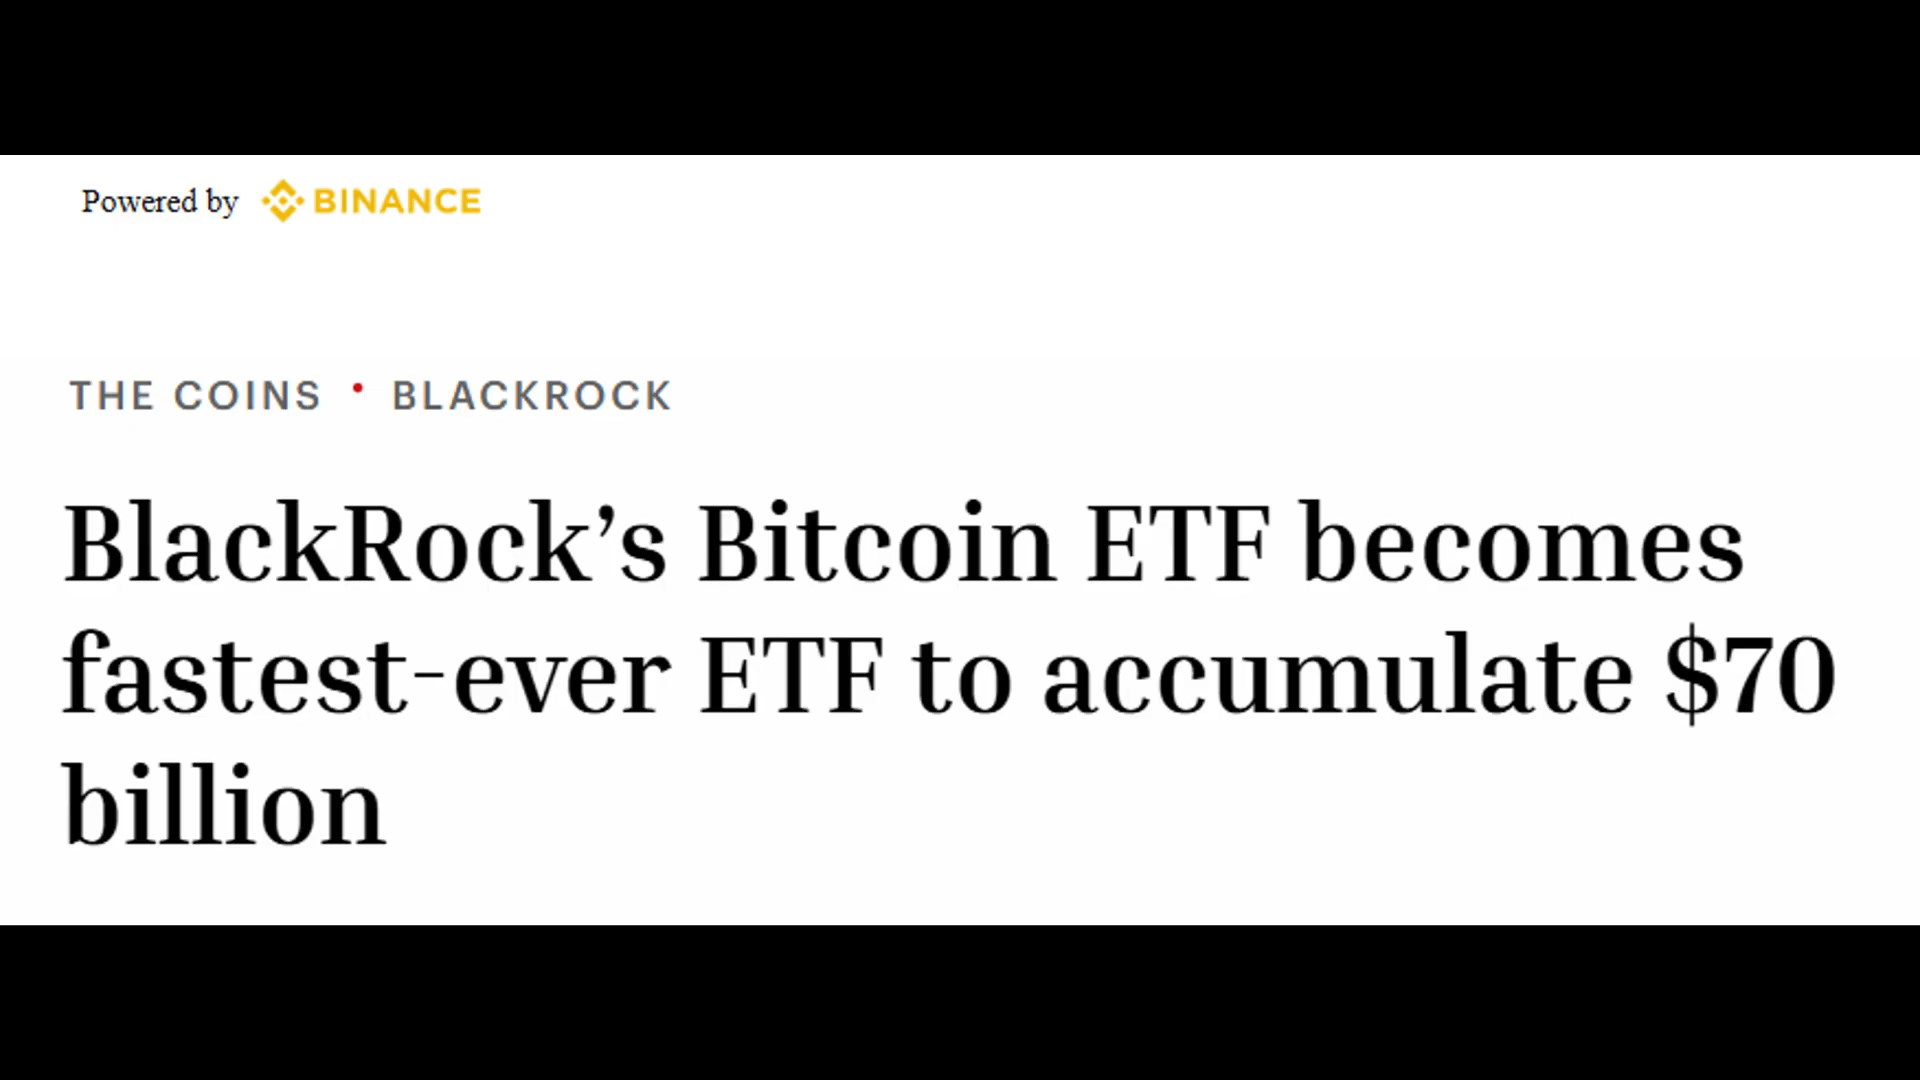 Powered by BINANCE
THE COINS • BLACKROCK
BlackRock’s Bitcoin ETF becomes
fastest-ever ETF to accumulate $70
billion